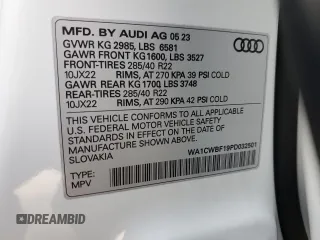 MFD. BY AUDI AG 05 23
GVWR KG 2985, LBS 6581
GAWR FRONT KG1600, LBS 3527
FRONT-TIRES 285/40 R22
10JX22 RIMS, AT 270 KPA 39 PSI COLD
GAWR REAR KG1700, LBS 3748
REAR-TIRES 285/40 R22
10JX22 RIMS, AT 290 KPA 42 PSI COLD
THIS VEHICLE CONFORMS TO ALL APPLICABLE
U.S. FEDERAL MOTOR VEHICLE SAFETY
STANDARDS IN EFFECT ON THE DATE OF
MANUFACTURE SHOWN ABOVE.
SLOVAKIA
WA1CWBF19PD032501
TYPE:
MPV
DREAMBID